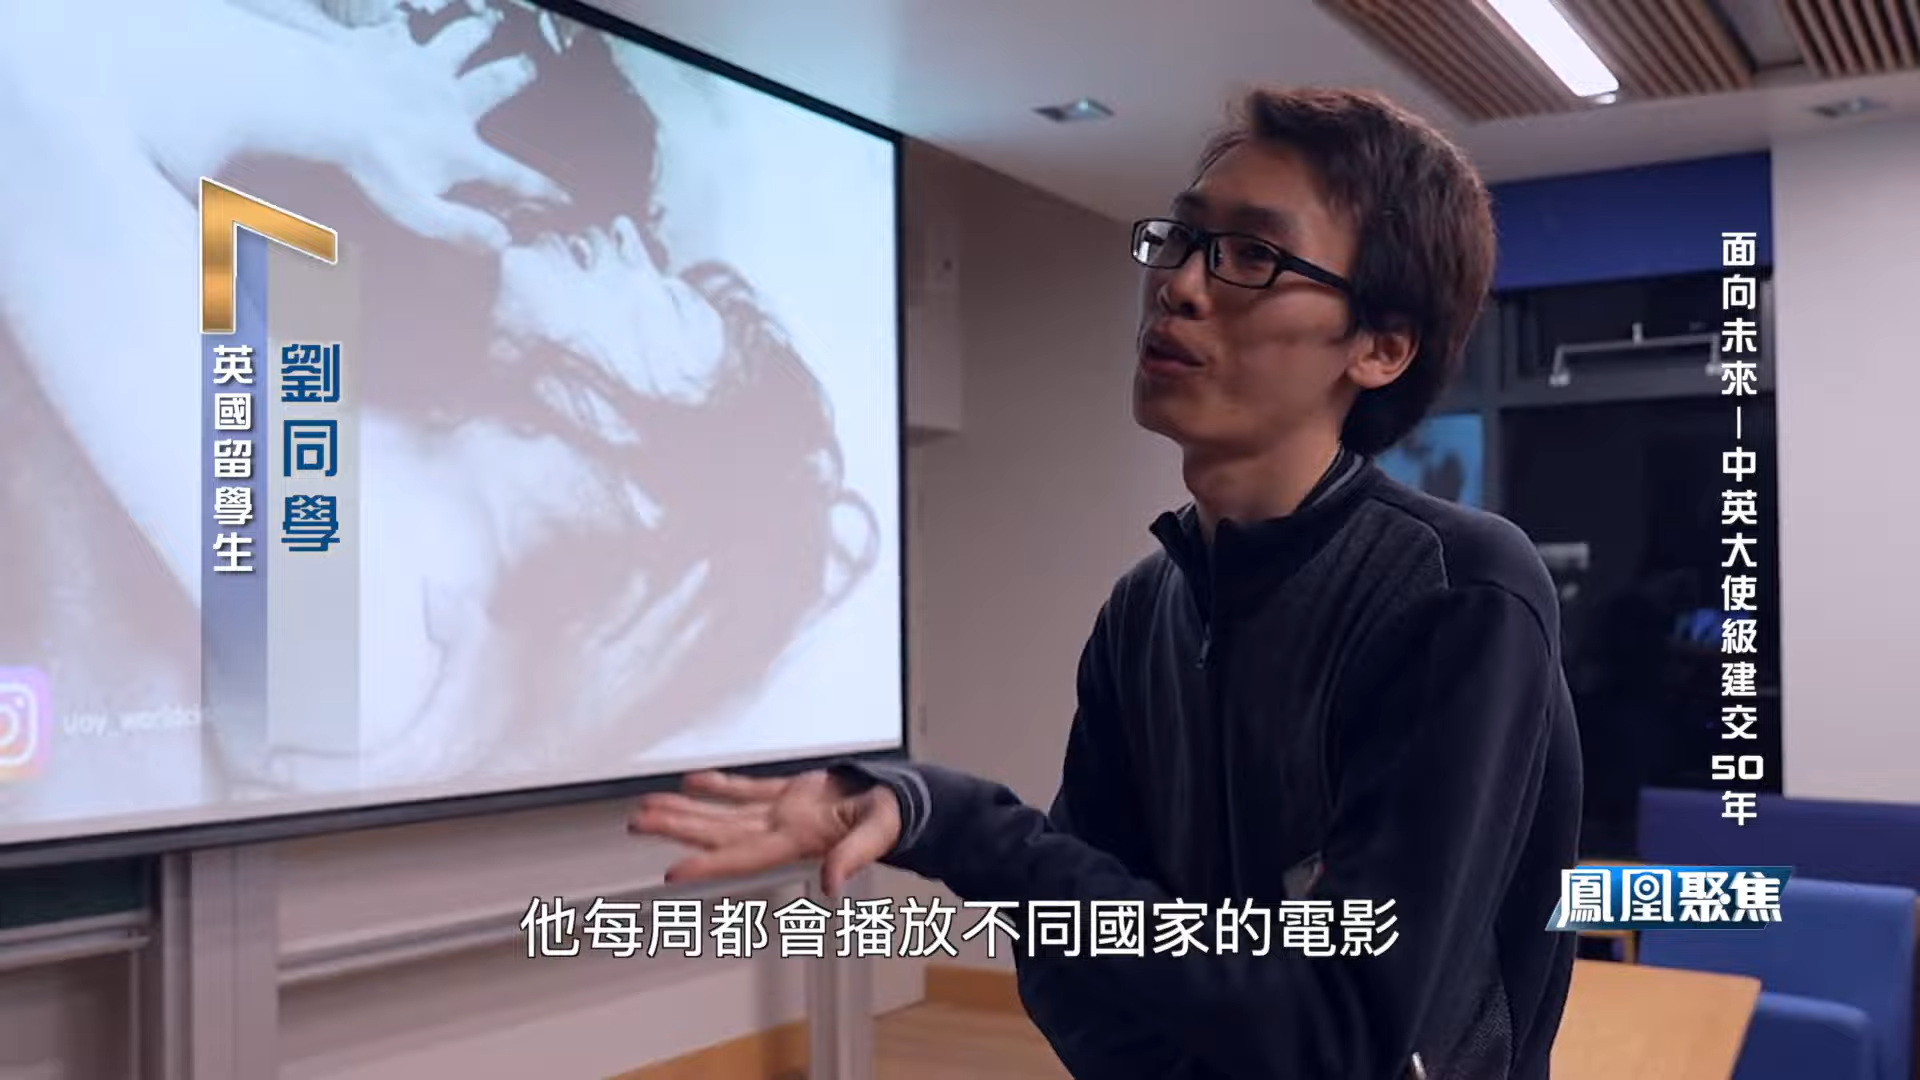 劉同學
英國留學生
面向未來—中英大使級建交50年
鳳凰聚焦
他每周都會播放不同國家的電影